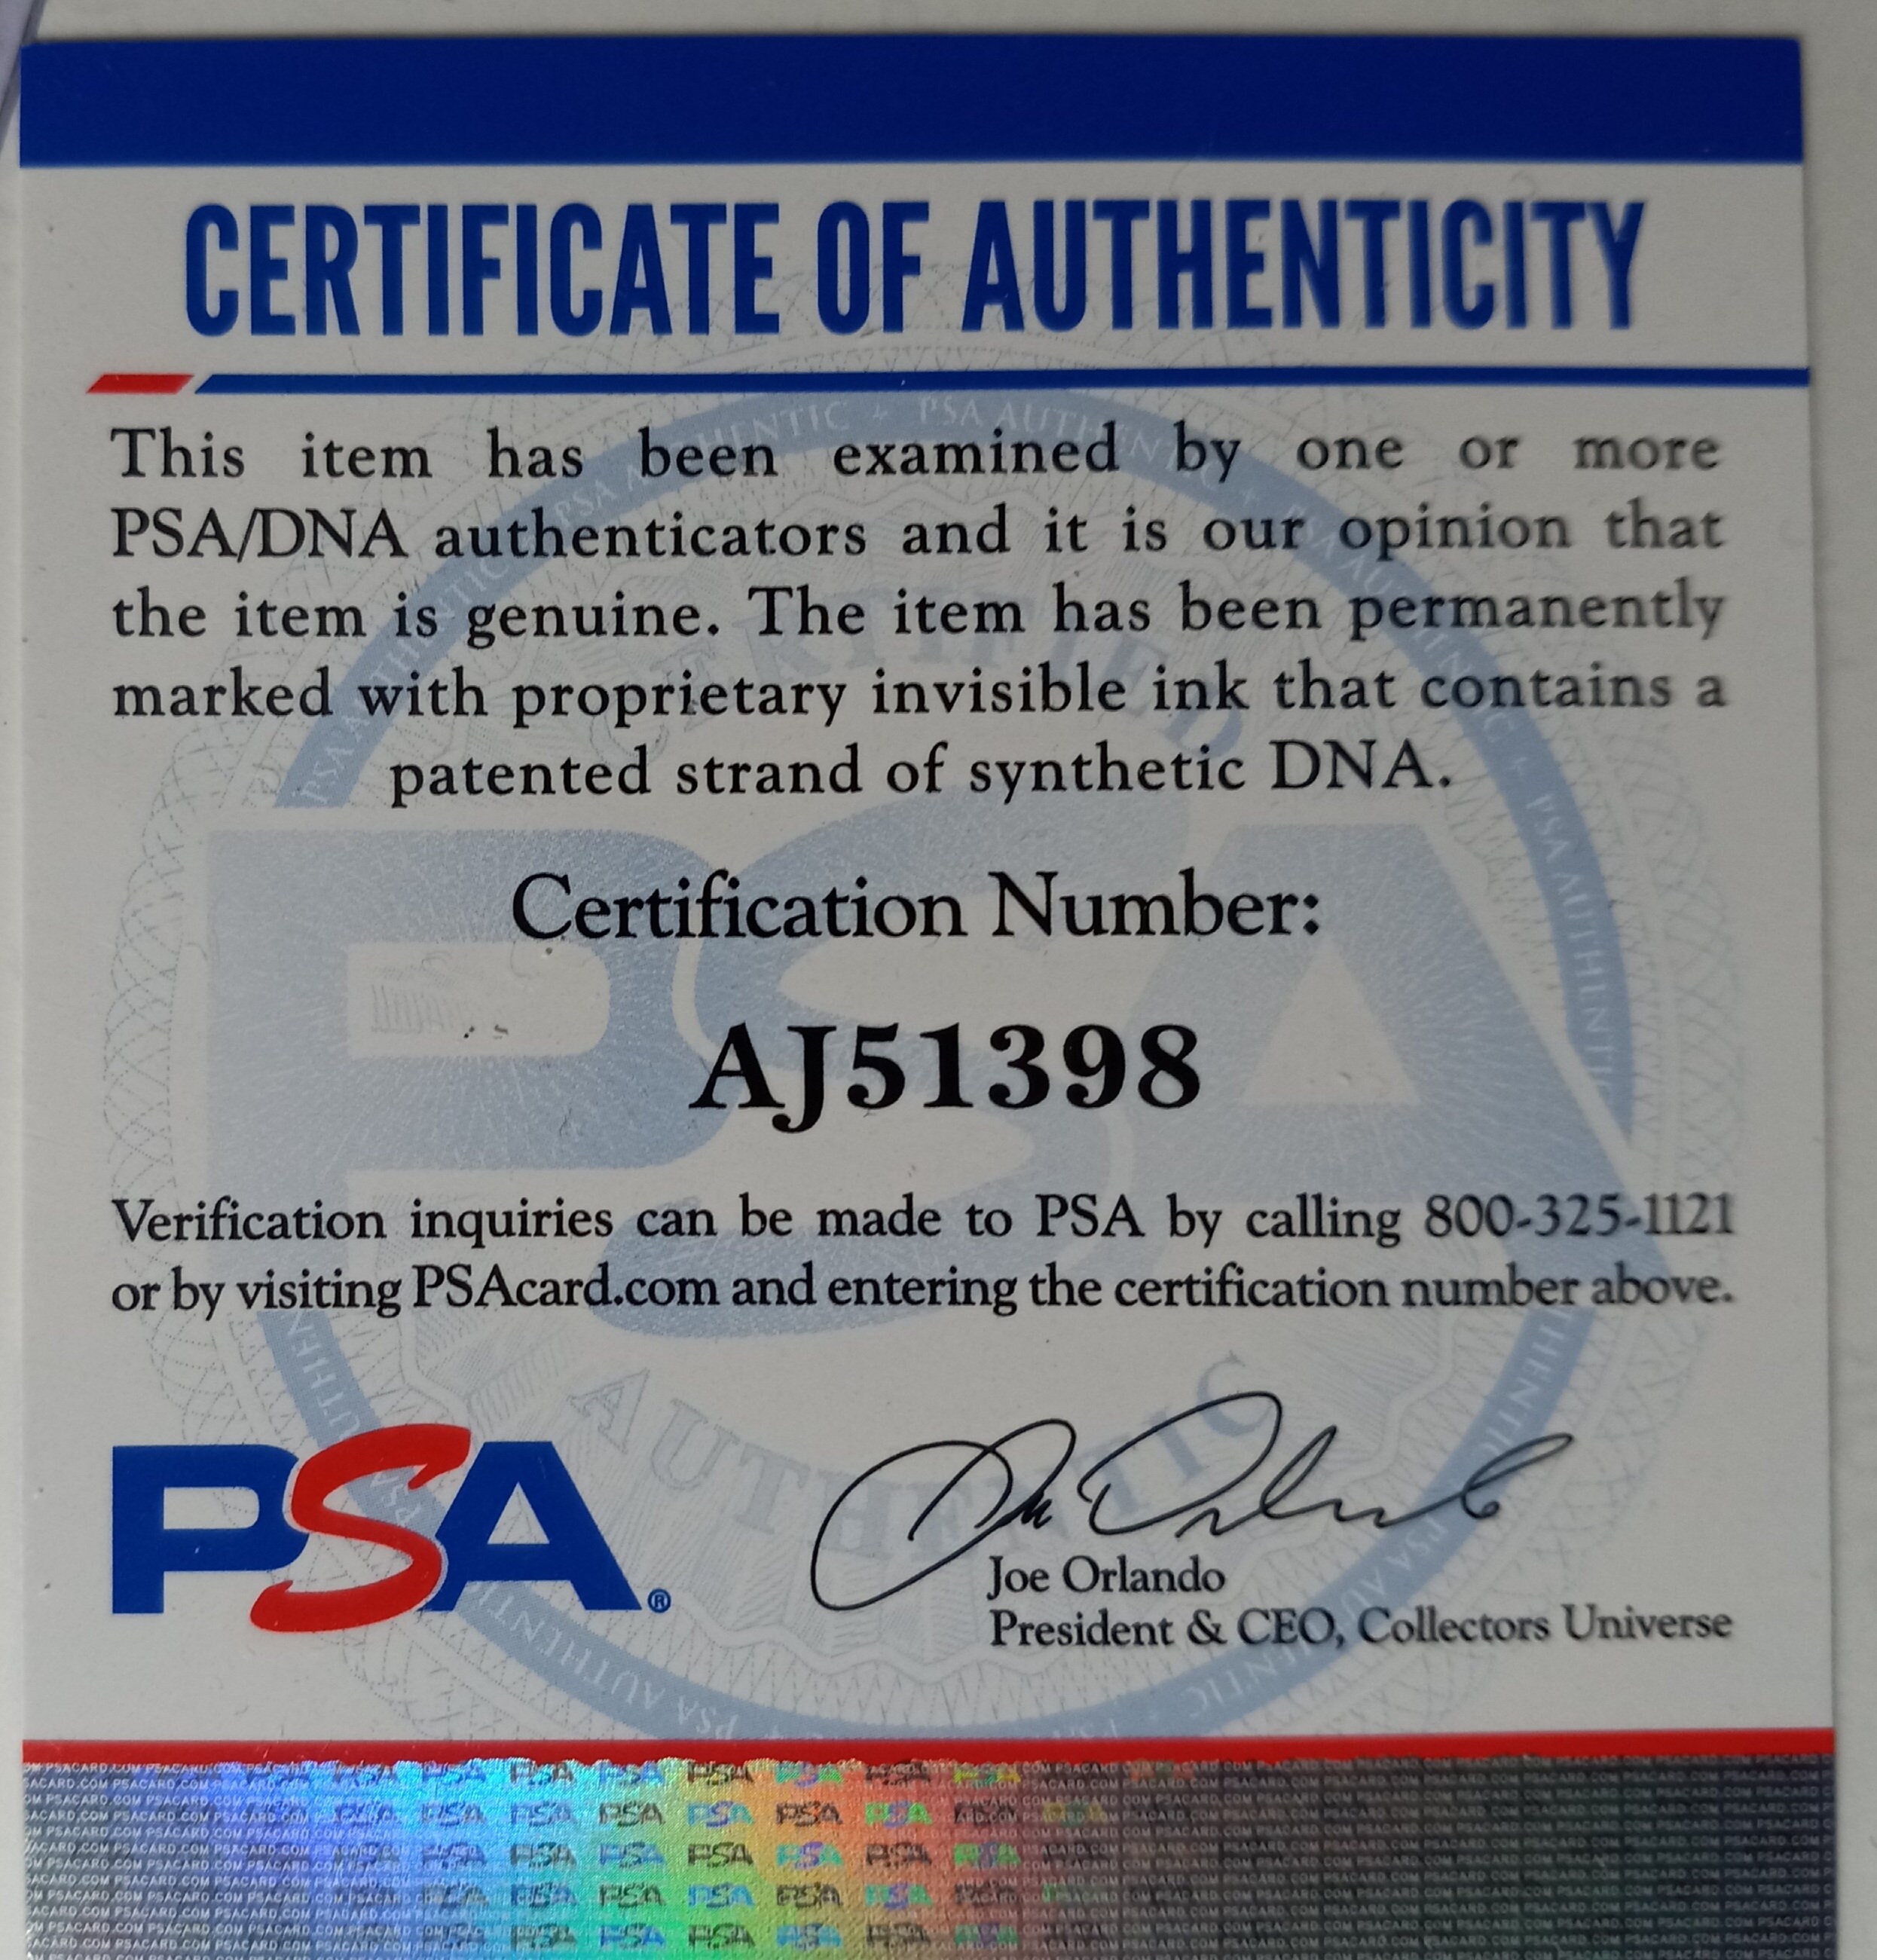 CERTIFICATE OF AUTHENTICITY
This item has been examined by one or more
PSA/DNA authenticators and it is our opinion that
the item is genuine. The item has been permanently
marked with proprietary invisible ink that contains a
patented strand of synthetic DNA.
Certification Number:
AJ51398
Verification inquiries can be made to PSA by calling 800-325-1121
or by visiting PSAcard.com and entering the certification number above.
PSA®
Joe Orlando
President & CEO, Collectors Universe